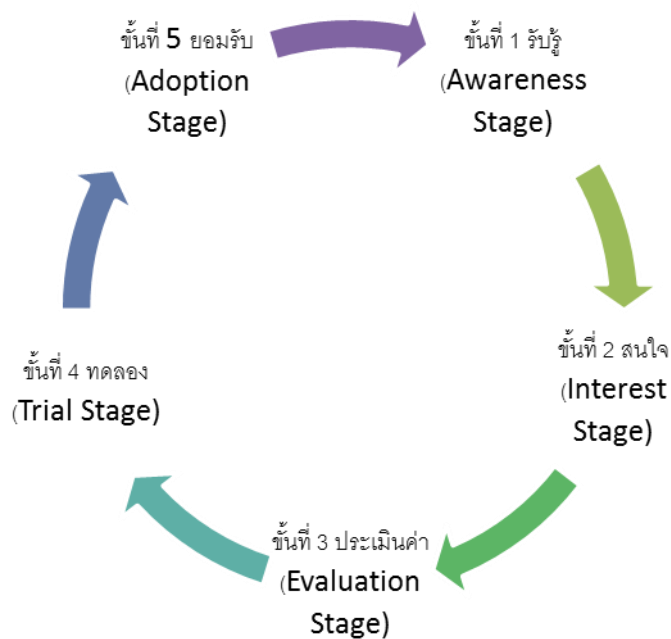 ขั้นที่ 1 รับรู้
(Awareness
Stage)
ขั้นที่ 2 สนใจ
(Interest
Stage)
ขั้นที่ 3 ประเมินค่า
(Evaluation
Stage)
ขั้นที่ 4 ทดลอง
(Trial Stage)
ขั้นที่ 5 ยอมรับ
(Adoption
Stage)